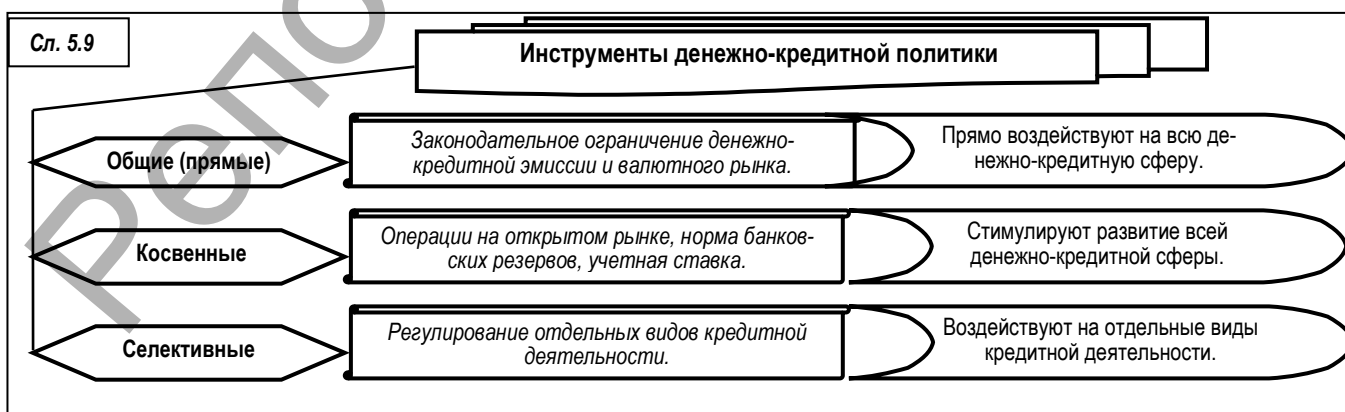 Сл. 5.9
Инструменты денежно-кредитной политики
Общие (прямые)
Законодательное ограничение денежно-
кредитной эмиссии и валютного рынка.
Прямо воздействуют на всю де-
нежно-кредитную сферу.
Косвенные
Операции на открытом рынке, норма банков-
ских резервов, учетная ставка.
Стимулируют развитие всей
денежно-кредитной сферы.
Селективные
Регулирование отдельных видов кредитной
деятельности.
Воздействуют на отдельные виды
кредитной деятельности.
Репо